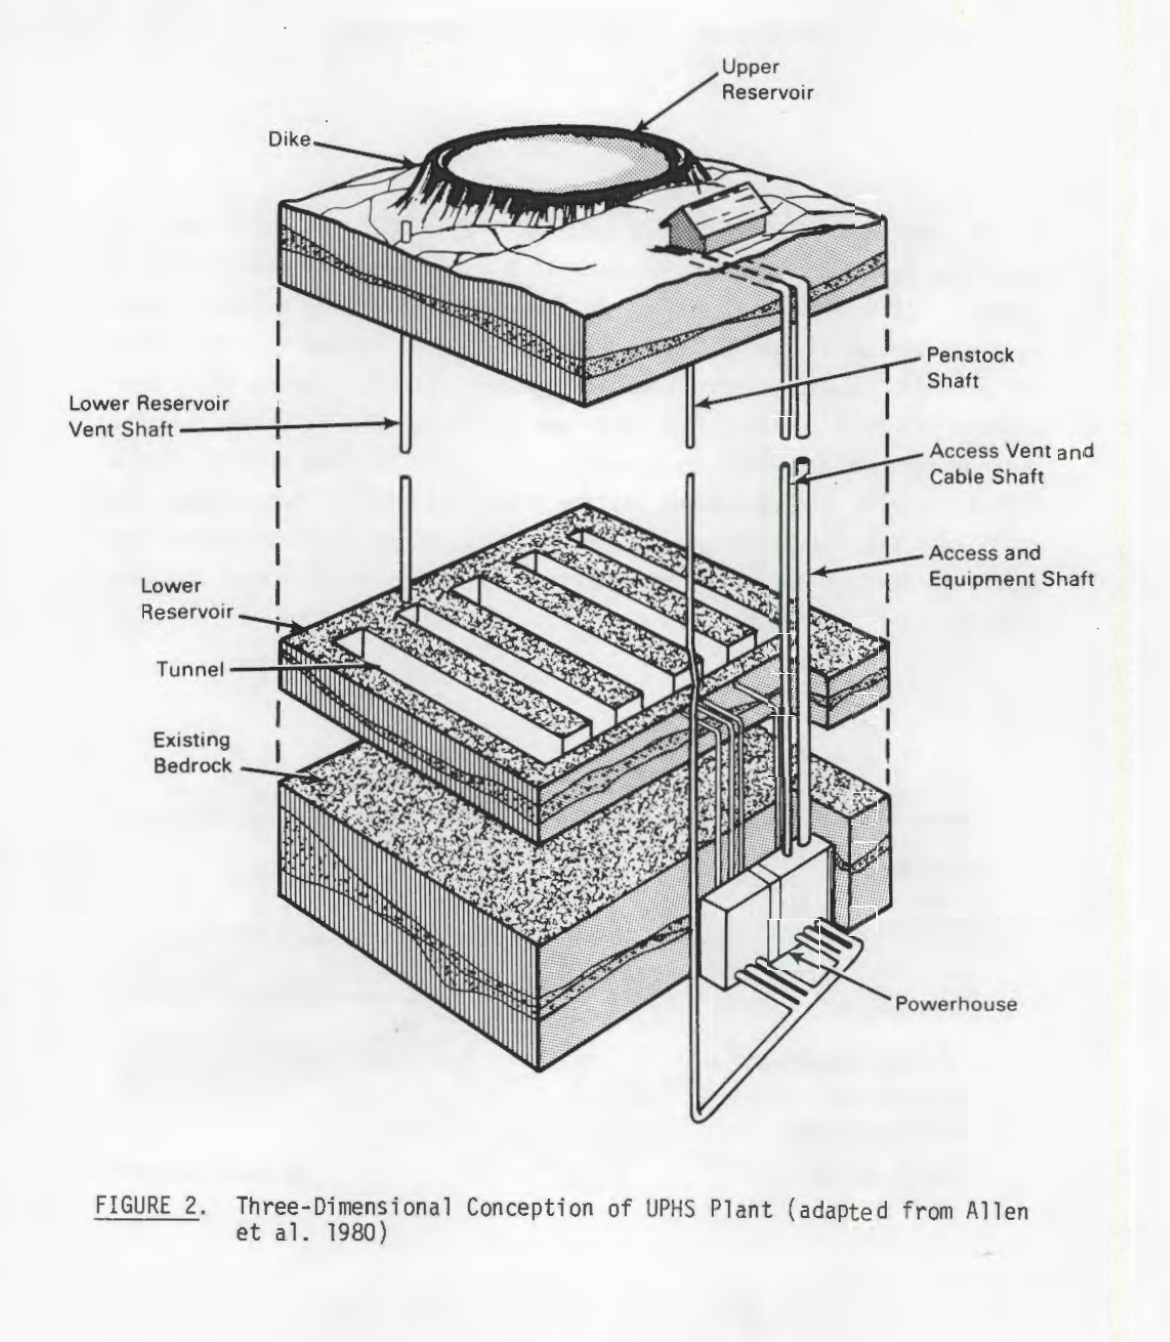 Upper
Reservoir
Dike
Penstock
Shaft
Lower Reservoir
Vent Shaft
Access Vent and
Cable Shaft
Access and
Equipment Shaft
Lower
Reservoir
Tunnel
Existing
Bedrock
Powerhouse
FIGURE 2. Three-Dimensional Conception of UPHS Plant (adapted from Allen
et al. 1980)